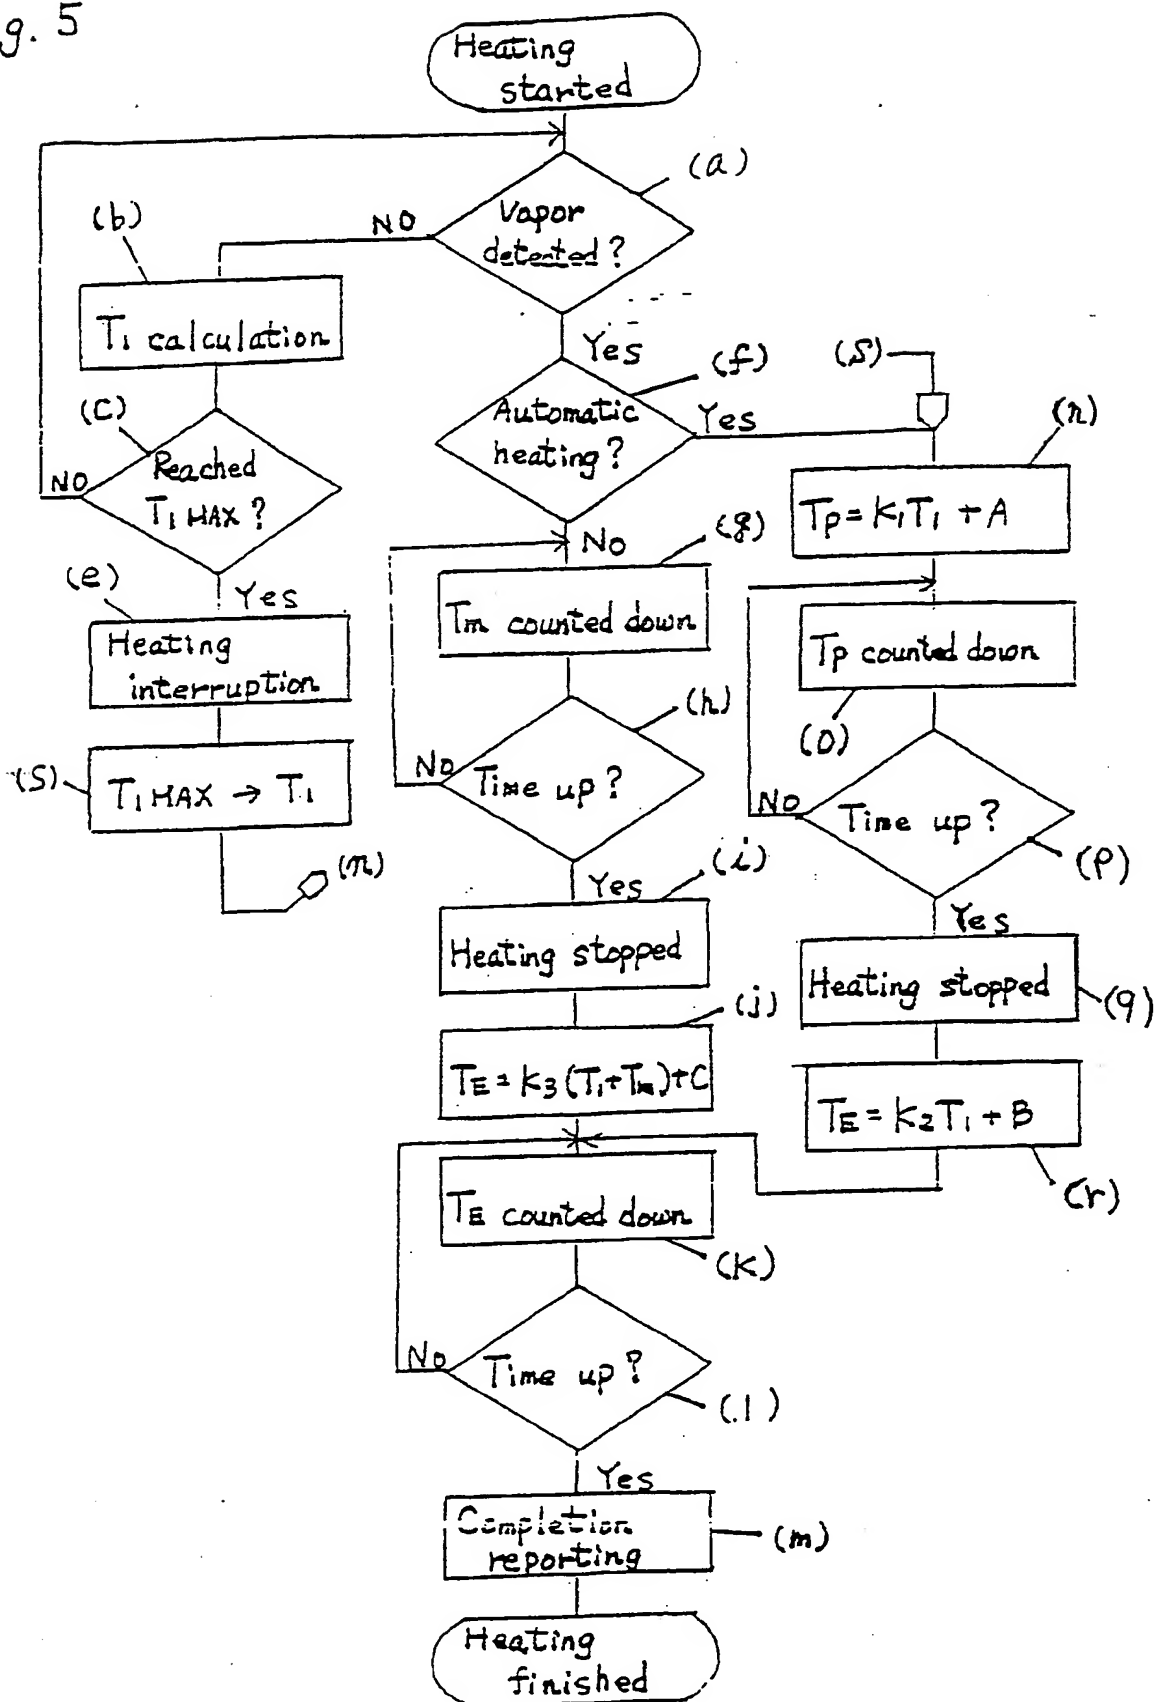 g. 5
Heating
started
(a)
Vapor
detected?
NO
(b)
T1 calculation
Yes
(f)
(S)
(C)
Automatic
heating?
Yes
(n)
Reached
T1 MAX?
NO
TP = K1T1 + A
No
(g)
(e)
Yes
Tm counted down
Heating
interruption
TP counted down
(h)
(O)
(S)
T1 MAX → T1
No
Time up?
No
Time up?
(P)
(n)
Yes
(i)
Yes
Heating stopped
Heating stopped
(q)
(j)
TE = K3(T1+Tm)+C
TE = K2T1 + B
(r)
TE counted down
(K)
No
Time up?
(l)
Yes
Completion
reporting
(m)
Heating
finished